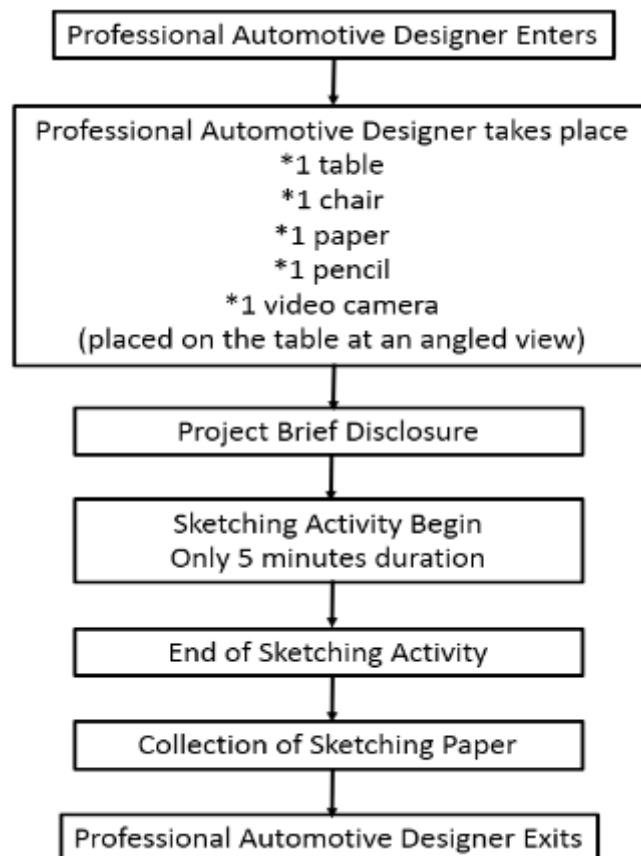 Professional Automotive Designer Enters
Professional Automotive Designer takes place
*1 table
*1 chair
*1 paper
*1 pencil
*1 video camera
(placed on the table at an angled view)
Project Brief Disclosure
Sketching Activity Begin
Only 5 minutes duration
End of Sketching Activity
Collection of Sketching Paper
Professional Automotive Designer Exits